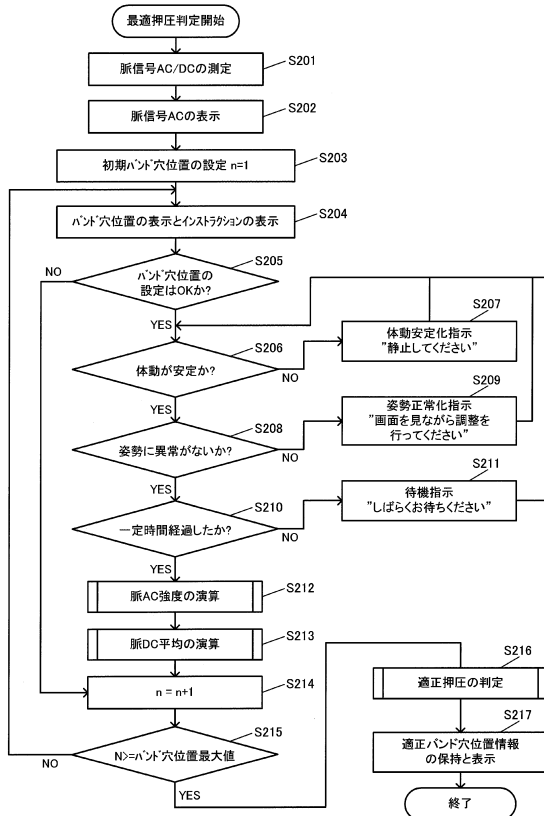 最適押圧判定開始
脈信号AC/DCの測定
S201
脈信号ACの表示
S202
初期バンド穴位置の設定 n=1
S203
バンド穴位置の表示とインストラクションの表示
S204
バンド穴位置の
設定はOKか?
S205
NO
YES
体動が安定か?
S206
NO
YES
体動安定化指示
"静止してください"
S207
姿勢に異常がないか?
S208
NO
YES
姿勢正常化指示
"画面を見ながら調整を
行ってください"
S209
一定時間経過したか?
S210
NO
YES
待機指示
"しばらくお待ちください"
S211
脈AC強度の演算
S212
脈DC平均の演算
S213
n = n+1
S214
N>=バンド穴位置最大値
S215
NO
YES
適正押圧の判定
S216
適正バンド穴位置情報
の保持と表示
S217
終了